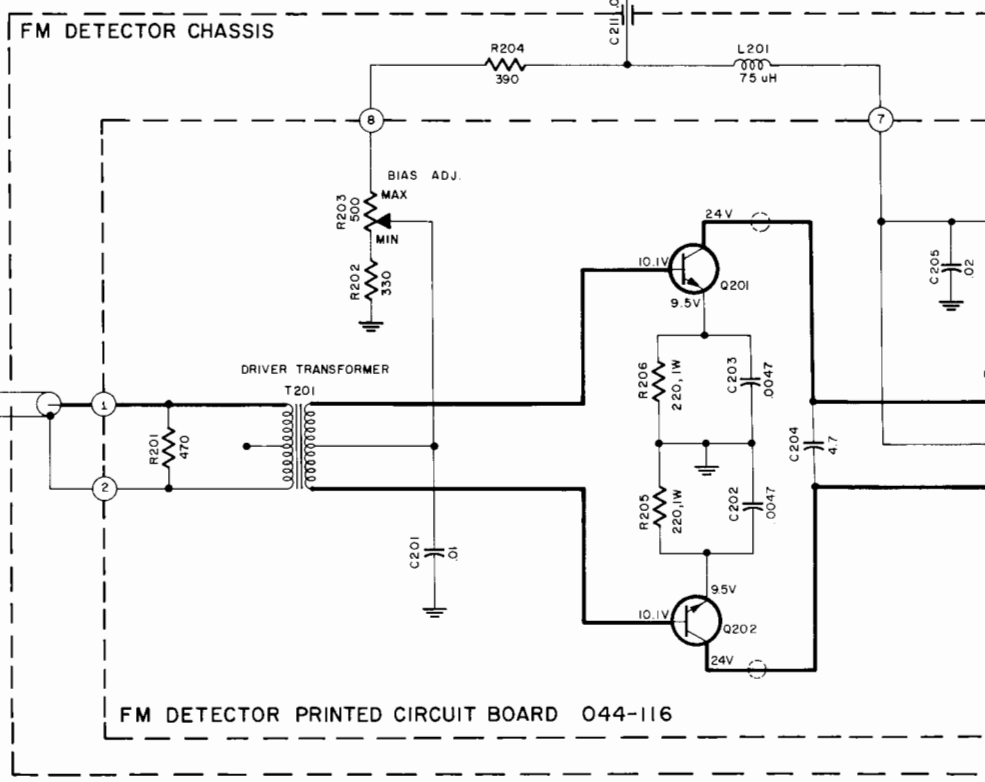 FM DETECTOR CHASSIS
C211
R204
390
L201
75 uH
8
7
BIAS ADJ.
MAX
R203
500
MIN
R202
330
24V
10.1V
Q201
9.5V
C205
.02
DRIVER TRANSFORMER
T201
1
R201
470
2
R206
220, 1W
C203
.0047
C204
4.7
R205
220, 1W
C202
.0047
C201
.01
9.5V
10.1V
Q202
24V
FM DETECTOR PRINTED CIRCUIT BOARD 044-116